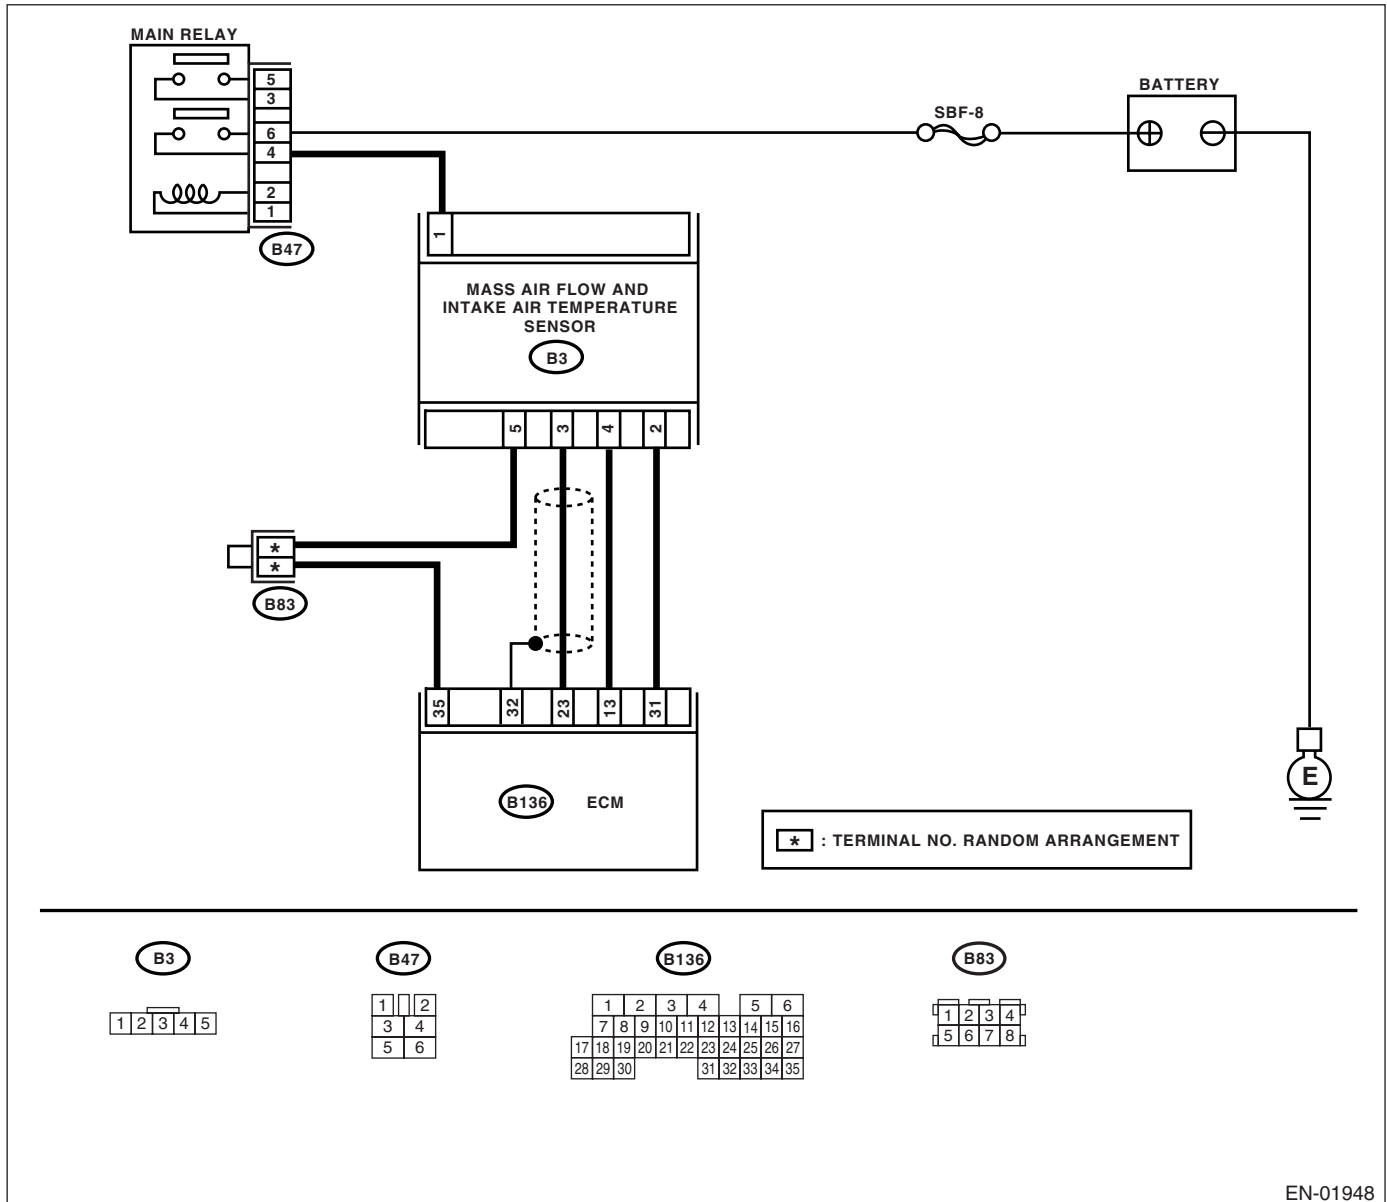 MAIN RELAY
5
3
6
4
2
1
B47
SBF-8
BATTERY
1
MASS AIR FLOW AND
INTAKE AIR TEMPERATURE
SENSOR
B3
5 3 4 2
*
*
B83
35 32 23 13 31
B136 ECM
E
* : TERMINAL NO. RANDOM ARRANGEMENT
B3
1 2 3 4 5
B47
1 2
3 4
5 6
B136
1 2 3 4 5 6
7 8 9 10 11 12 13 14 15 16
17 18 19 20 21 22 23 24 25 26 27
28 29 30 31 32 33 34 35
B83
1 2 3 4
5 6 7 8
EN-01948